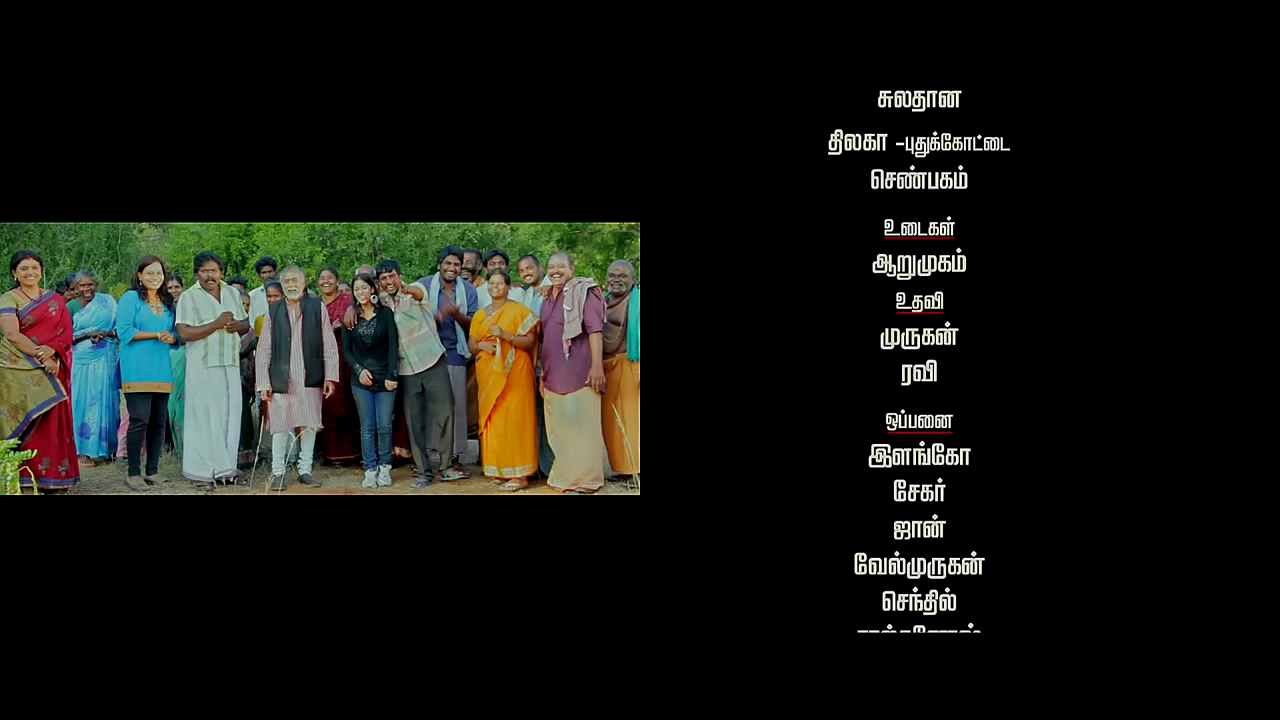 சுலதான
திலகா -புதுக்கோட்டை
செண்பகம்
உடைகள்
ஆறுமுகம்
உதவி
முருகன்
ரவி
ஒப்பனை
இளங்கோ
சேகர்
ஜான்
வேல்முருகன்
செந்தில்